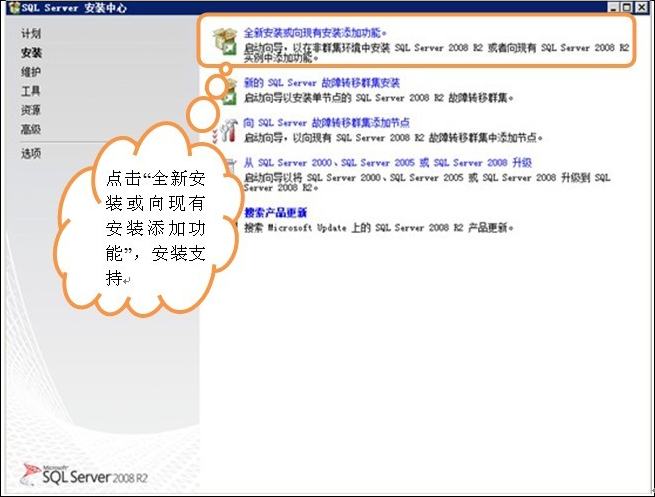 SQL Server 安装中心
计划
安装
维护
工具
资源
高级
选项
全新安装或向现有安装添加功能。
启动向导，以在非群集环境中安装 SQL Server 2008 R2 或者向现有 SQL Server 2008 R2
实例中添加功能。
新的 SQL Server 故障转移群集安装
启动向导以安装单节点的 SQL Server 2008 R2 故障转移群集。
向 SQL Server 故障转移群集添加节点
启动向导，以向现有 SQL Server 2008 R2 故障转移群集中添加节点。
从 SQL Server 2000、SQL Server 2005 或 SQL Server 2008 升级
启动向导以将 SQL Server 2000、SQL Server 2005 或 SQL Server 2008 升级到 SQL
Server 2008 R2。
搜索产品更新
搜索 Microsoft Update 上的 SQL Server 2008 R2 产品更新。
点击“全新安
装或向现有
安装添加功
能”，安装支
持
Microsoft
SQL Server 2008 R2